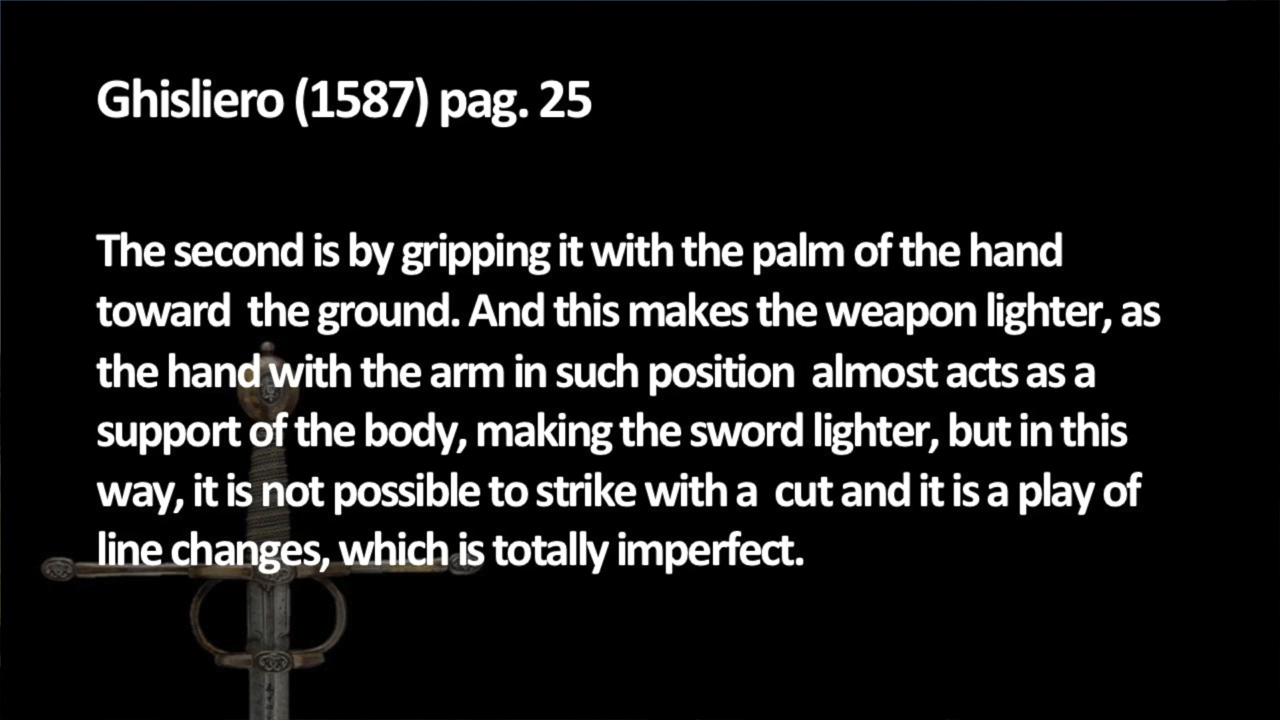 Ghisliero (1587) pag. 25
The second is by gripping it with the palm of the hand
toward the ground. And this makes the weapon lighter, as
the hand with the arm in such position almost acts as a
support of the body, making the sword lighter, but in this
way, it is not possible to strike with a cut and it is a play of
line changes, which is totally imperfect.